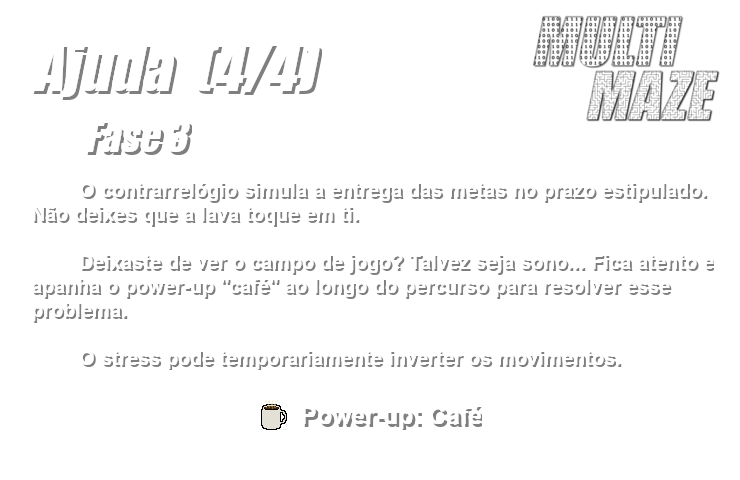 MULTI
MAZE
Ajuda (4/4)
Fase 3
O contrarrelógio simula a entrega das metas no prazo estipulado.
Não deixes que a lava toque em ti.
Deixaste de ver o campo de jogo? Talvez seja sono... Fica atento e
apanha o power-up "café" ao longo do percurso para resolver esse
problema.
O stress pode temporariamente inverter os movimentos.
Power-up: Café